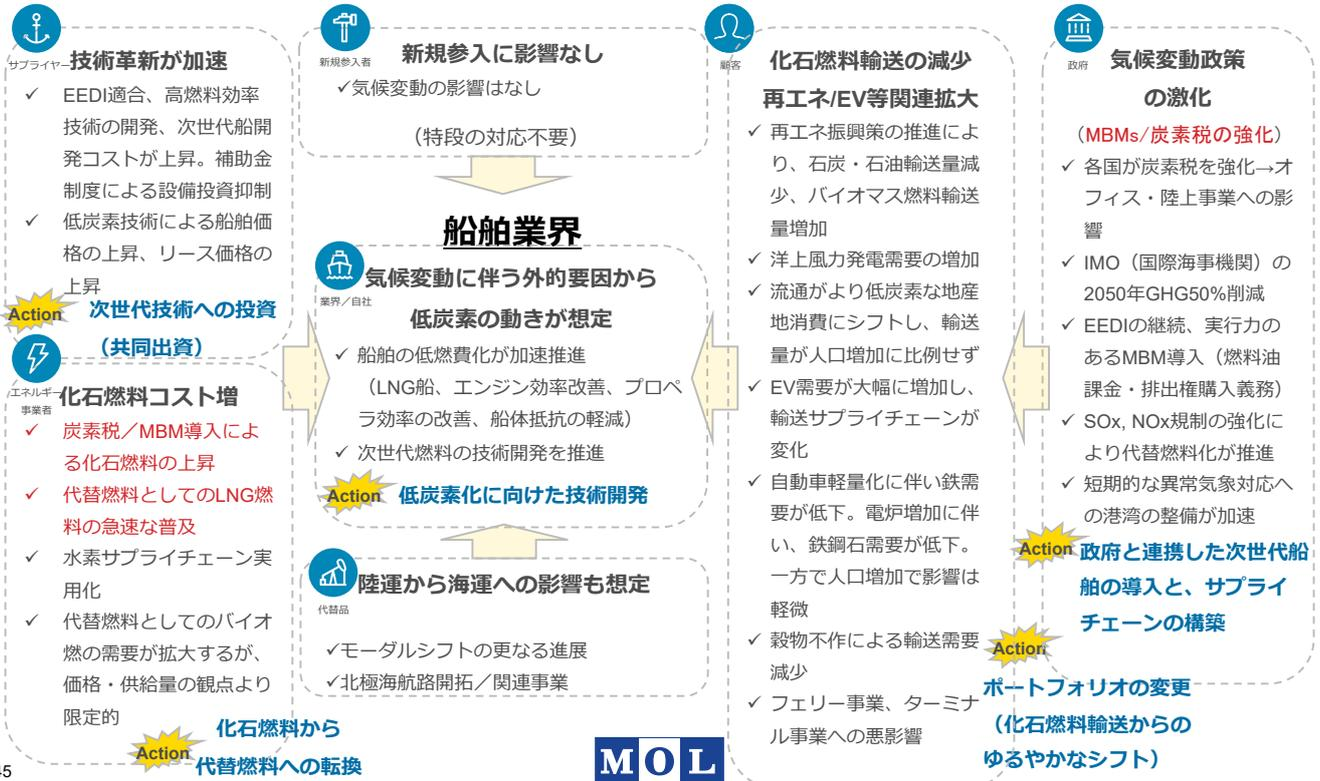 サプライヤー
技術革新が加速
✓ EEDI適合、高燃料効率
技術の開発、次世代船開
発コストが上昇。補助金
制度による設備投資抑制
✓ 低炭素技術による船舶価
格の上昇、リース価格の
上昇
Action 次世代技術への投資
（共同出資）
エネルギー
事業者
化石燃料コスト増
✓ 炭素税／MBM導入によ
る化石燃料の上昇
✓ 代替燃料としてのLNG燃
料の急速な普及
✓ 水素サプライチェーン実
用化
✓ 代替燃料としてのバイオ
燃の需要が拡大するが、
価格・供給量の観点より
限定的
Action 化石燃料から
代替燃料への転換
新規参入者
新規参入に影響なし
✓気候変動の影響はなし
（特段の対応不要）
船舶業界
業界／自社
気候変動に伴う外的要因から
低炭素の動きが想定
✓ 船舶の低燃費化が加速推進
（LNG船、エンジン効率改善、プロペ
ラ効率の改善、船体抵抗の軽減）
✓ 次世代燃料の技術開発を推進
Action 低炭素化に向けた技術開発
代替品
陸運から海運への影響も想定
✓モーダルシフトの更なる進展
✓北極海航路開拓／関連事業
MOL
顧客
化石燃料輸送の減少
再エネ/EV等関連拡大
✓ 再エネ振興策の推進によ
り、石炭・石油輸送量減
少、バイオマス燃料輸送
量増加
✓ 洋上風力発電需要の増加
✓ 流通がより低炭素な地産
地消費にシフトし、輸送
量が人口増加に比例せず
✓ EV需要が大幅に増加し、
輸送サプライチェーンが
変化
✓ 自動車軽量化に伴い鉄需
要が低下。電炉増加に伴
い、鉄鋼石需要が低下。
一方で人口増加で影響は
軽微
✓ 穀物不作による輸送需要
減少
✓ フェリー事業、ターミナ
ル事業への悪影響
Action
ポートフォリオの変更
（化石燃料輸送からの
ゆるやかなシフト）
政府
気候変動政策
の激化
（MBMs/炭素税の強化）
✓ 各国が炭素税を強化→オ
フィス・陸上事業への影
響
✓ IMO（国際海事機関）の
2050年GHG50%削減
✓ EEDIの継続、実行力の
あるMBM導入（燃料油
課金・排出権購入義務）
✓ SOx, NOx規制の強化に
より代替燃料化が推進
✓ 短期的な異常気象対応へ
の港湾の整備が加速
Action 政府と連携した次世代船
舶の導入と、サプライ
チェーンの構築
45